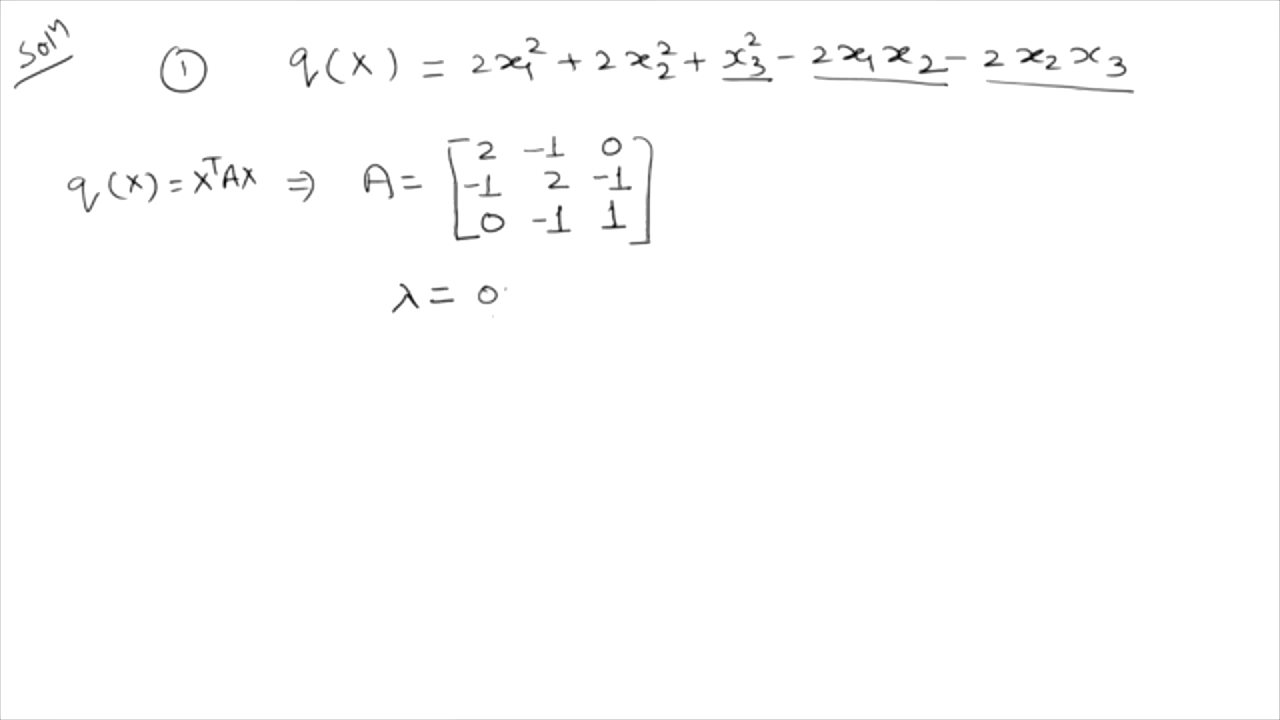 Soln
① q(x) = 2x₁² + 2x₂² + x₃² - 2x₁x₂ - 2x₂x₃
q(x) = xᵀAx ⇒ A = [2 -1 0
-1 2 -1
0 -1 1]
λ = 0.